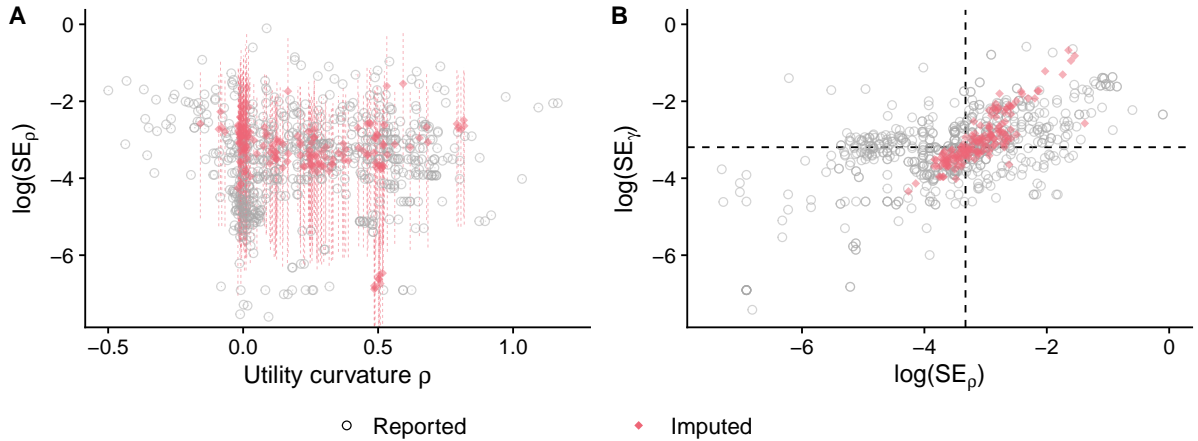 A
B
0
−2
−4
−6
log(SEρ)
−0.5
0.0
0.5
1.0
Utility curvature ρ
0
−2
−4
−6
log(SEγ)
−6
−4
−2
0
log(SEρ)
Reported
Imputed